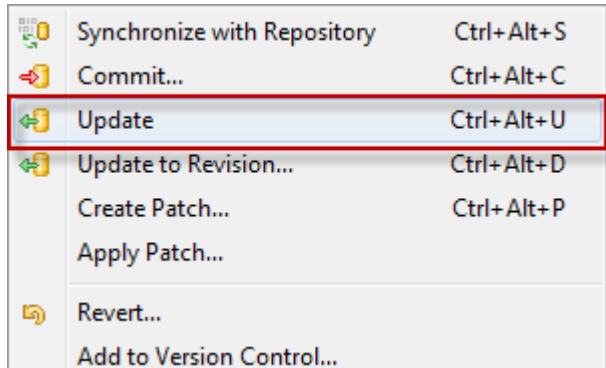 Synchronize with Repository Ctrl+Alt+S
Commit... Ctrl+Alt+C
Update Ctrl+Alt+U
Update to Revision... Ctrl+Alt+D
Create Patch... Ctrl+Alt+P
Apply Patch...
Revert...
Add to Version Control...